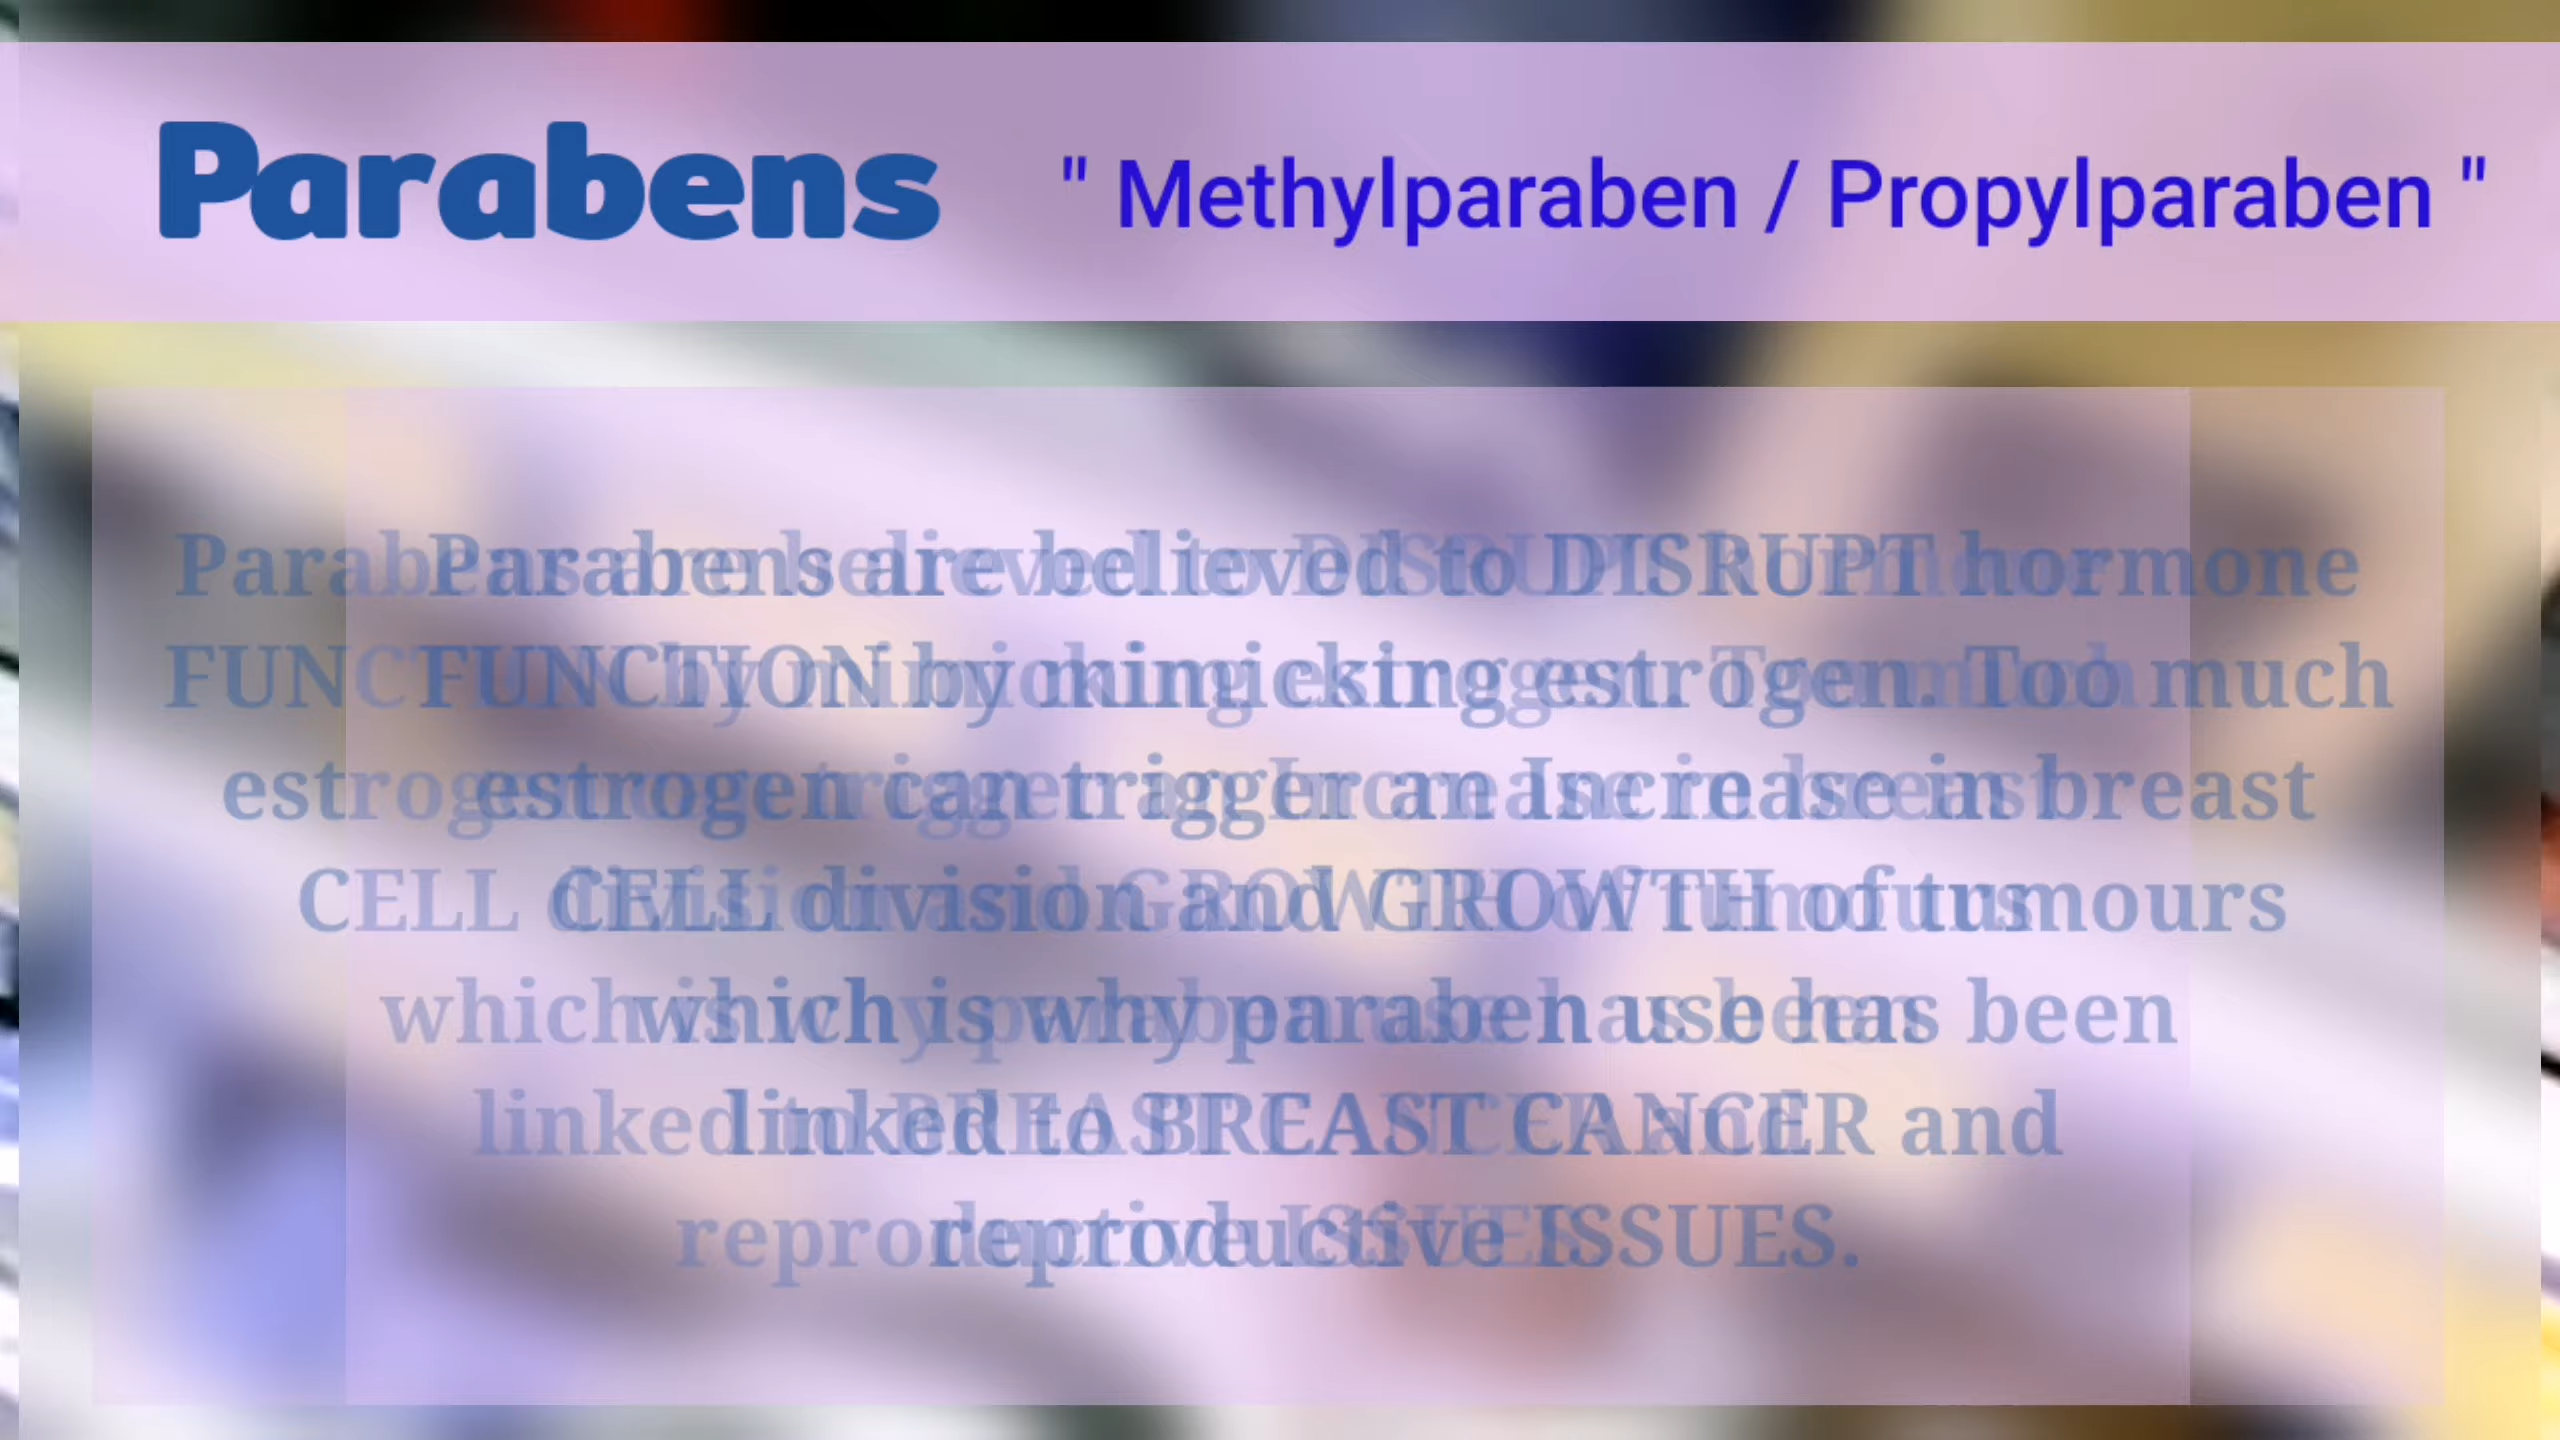 Parabens " Methylparaben / Propylparaben "
Parabens are believed to DISRUPT hormone
FUNCTION by mimicking estrogen. Too much
estrogen can trigger an Increase in breast
CELL division and GROWTH of tumours
which is why paraben use has been
linked to BREAST CANCER and
reproductive ISSUES.